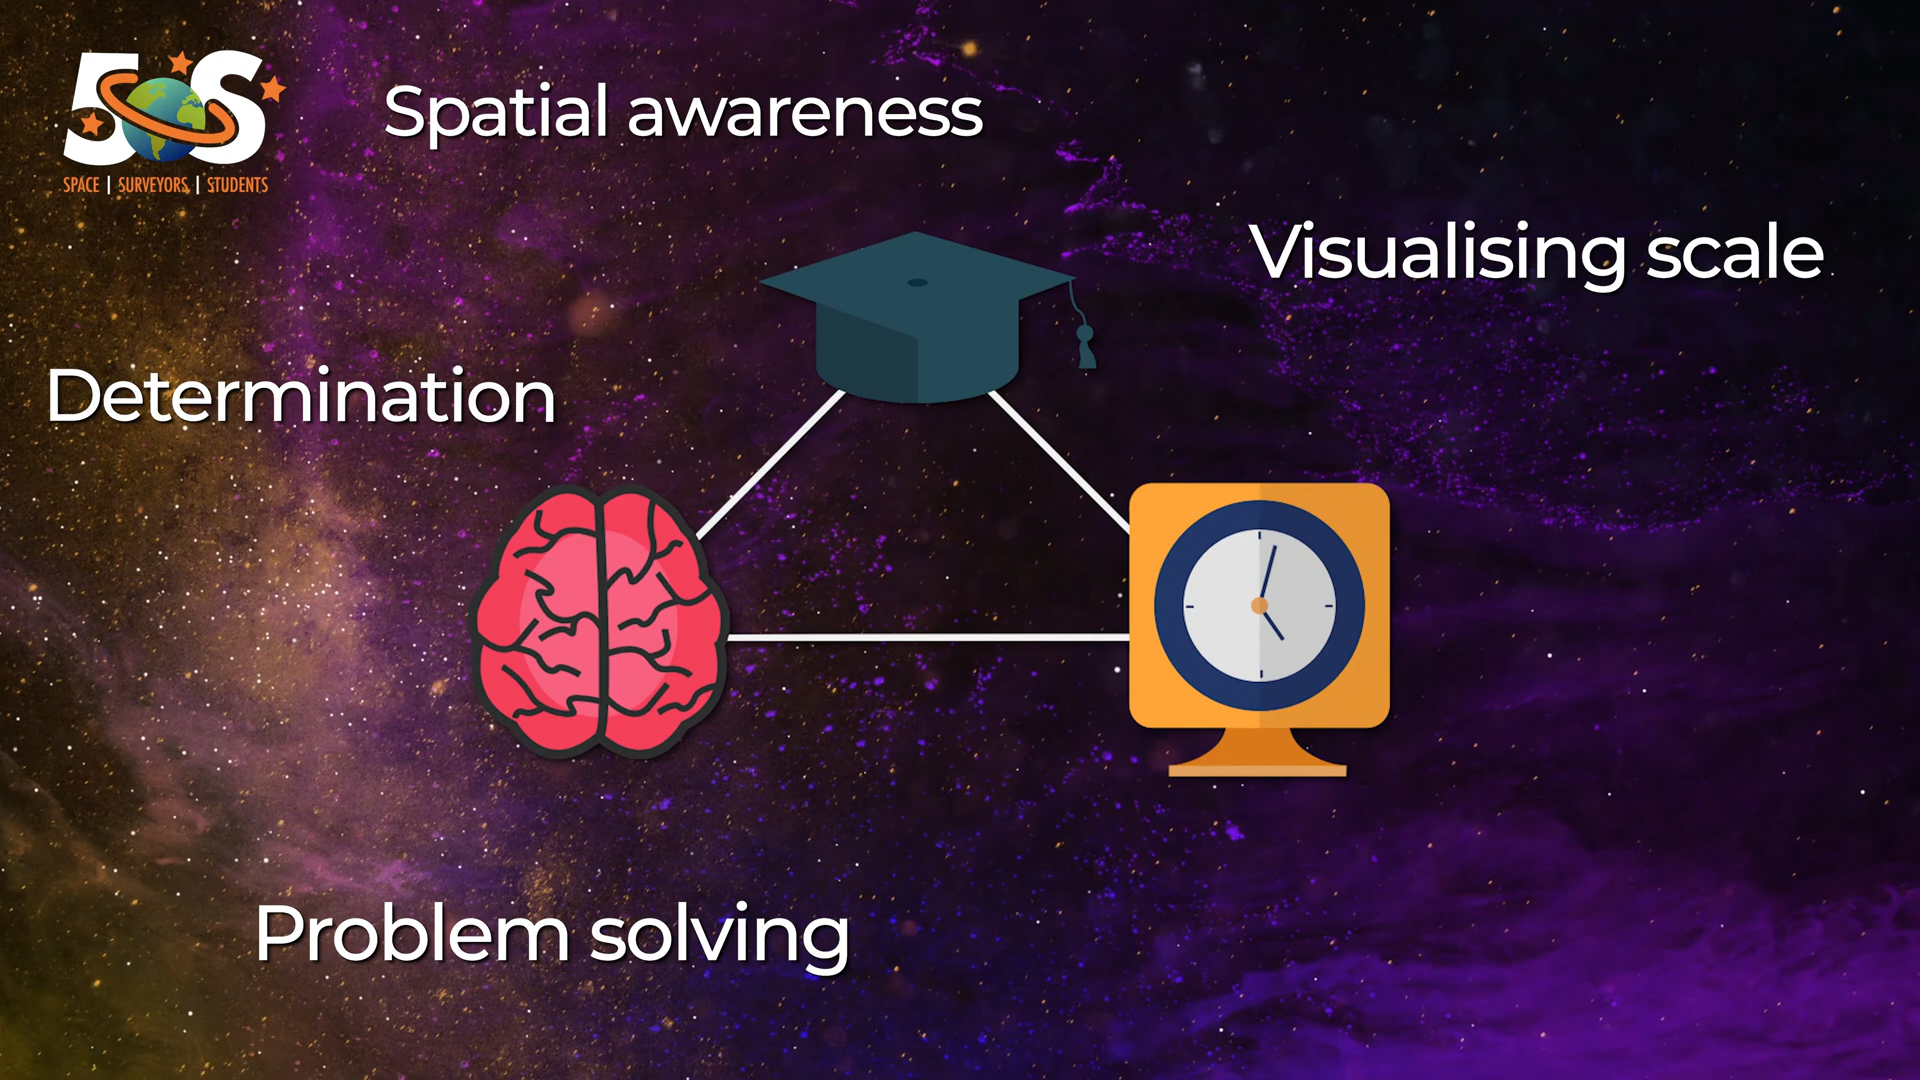 5S
SPACE | SURVEYORS | STUDENTS
Spatial awareness
Visualising scale
Determination
Problem solving